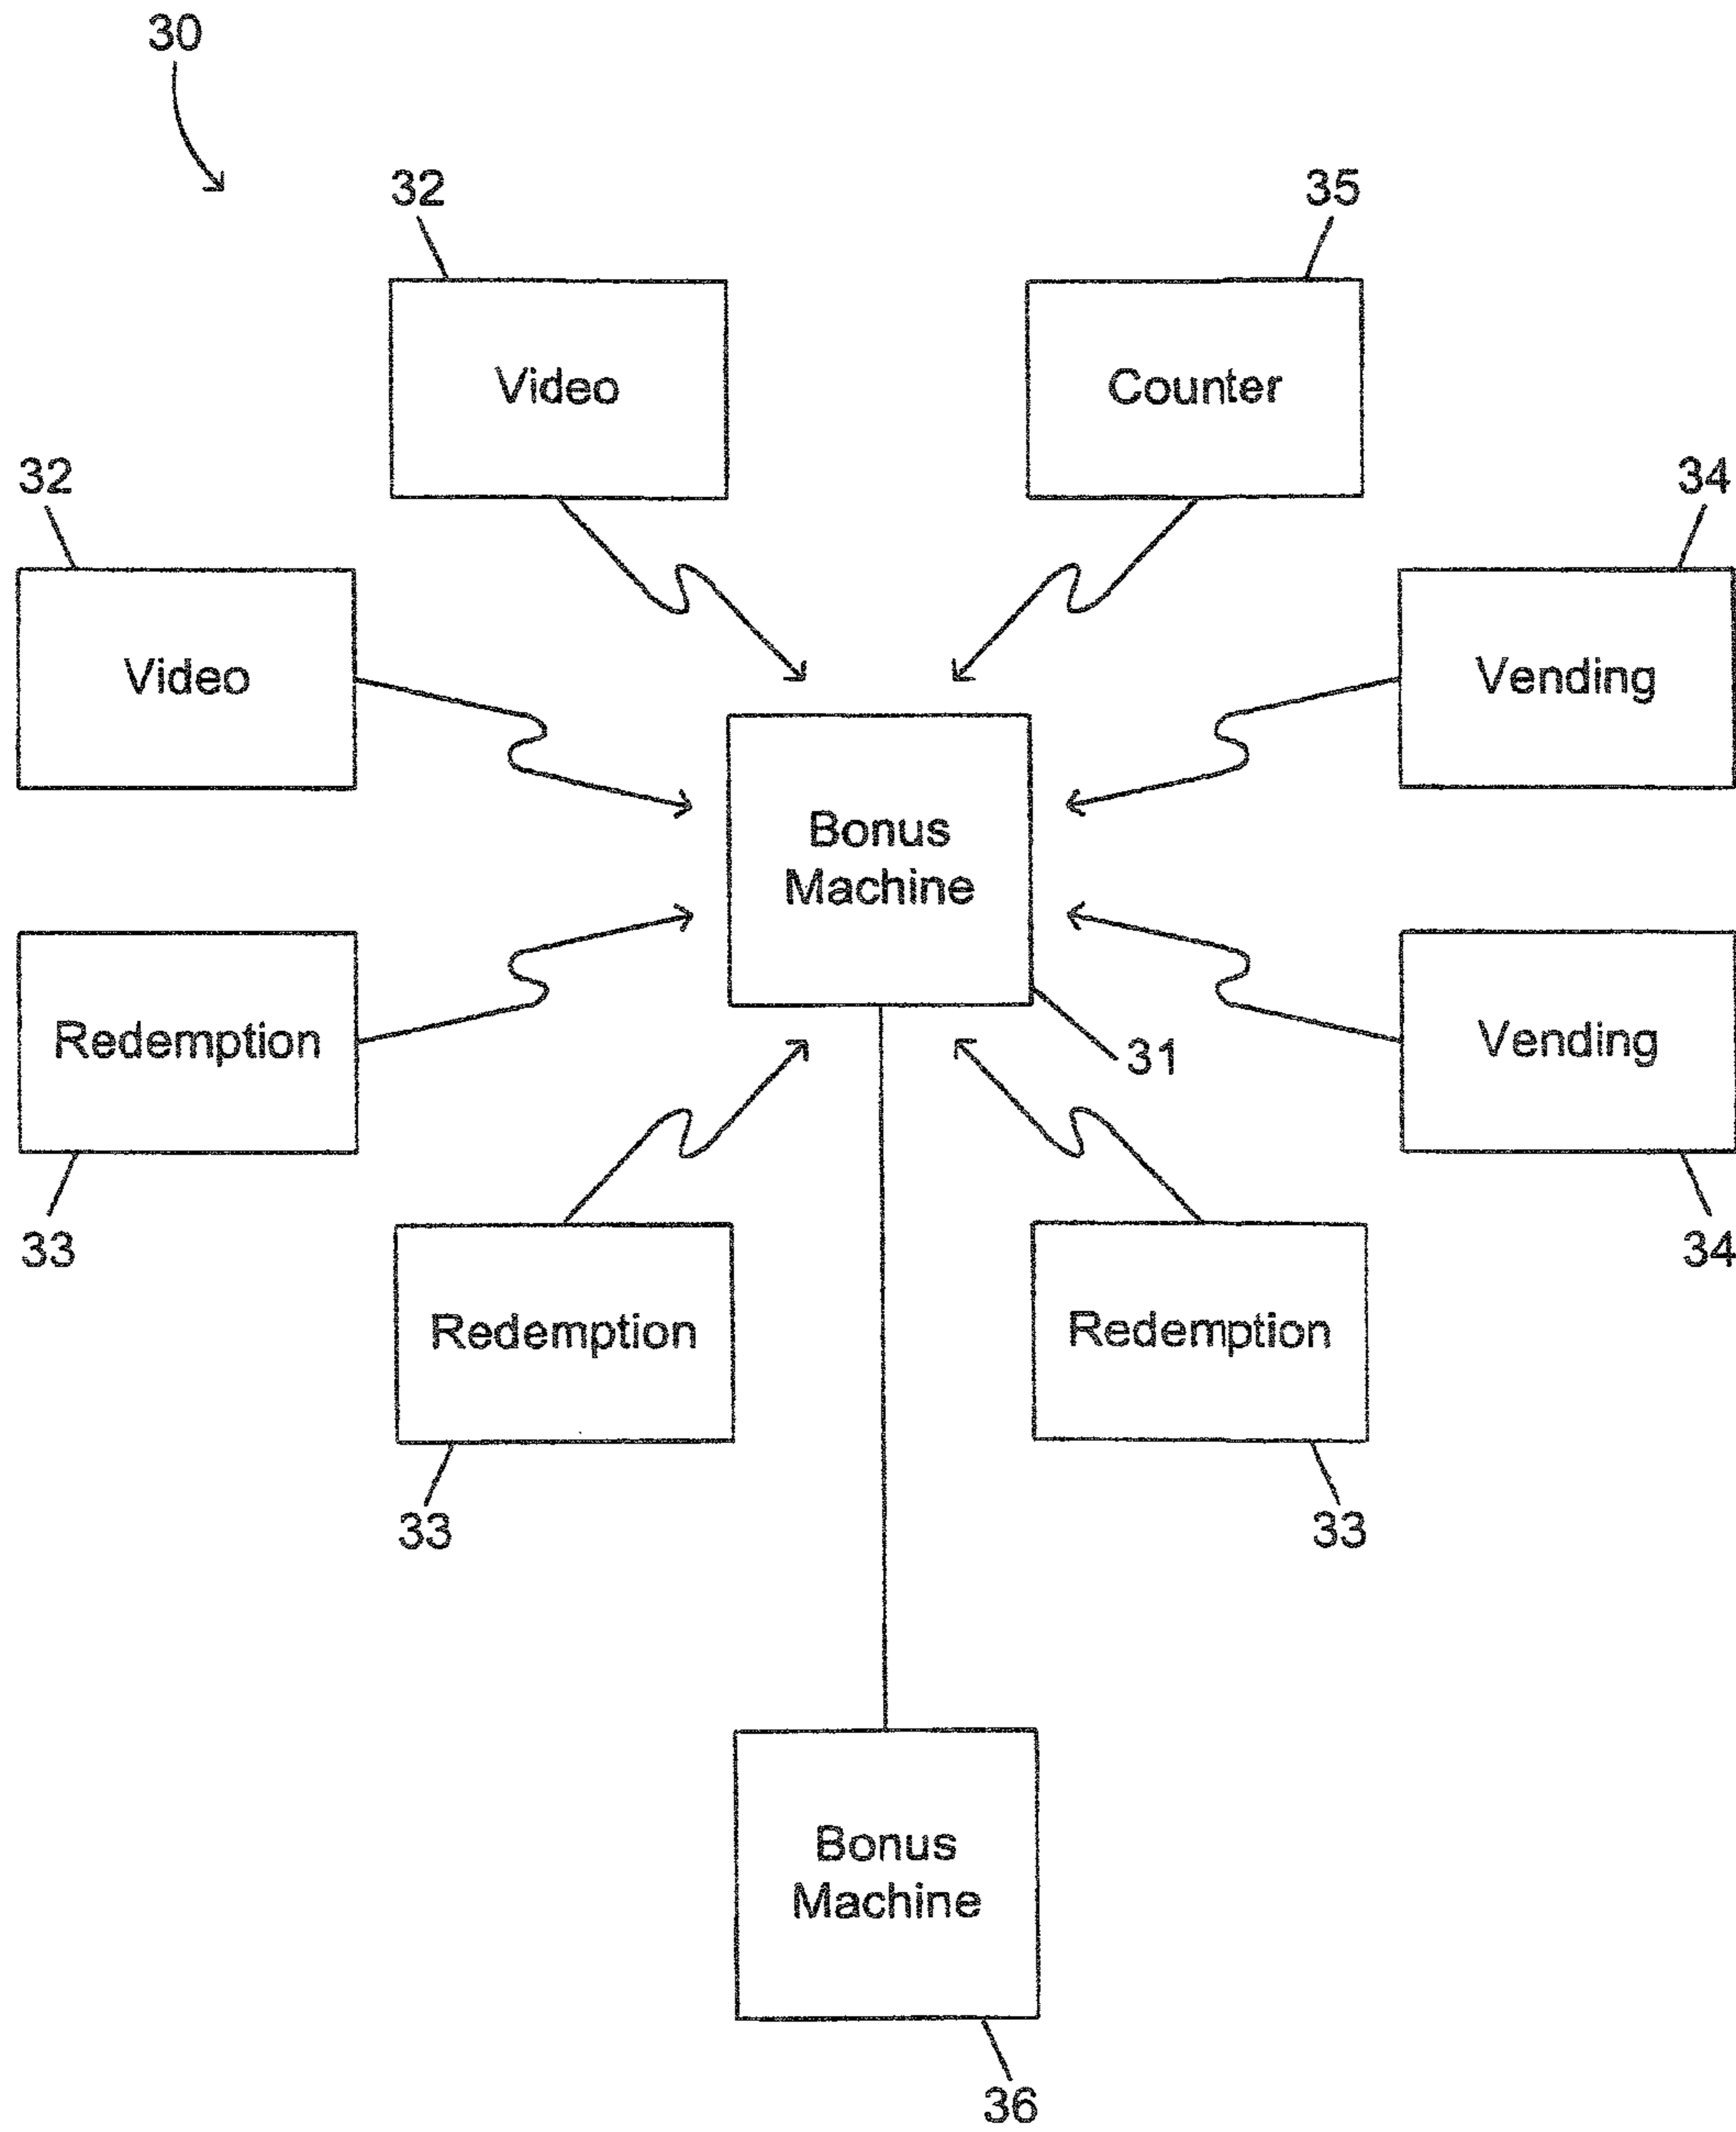 30
32
35
Video
Counter
32
34
Video
Vending
Bonus
Machine
Redemption
Vending
31
33
34
Redemption
Redemption
33
33
Bonus
Machine
36